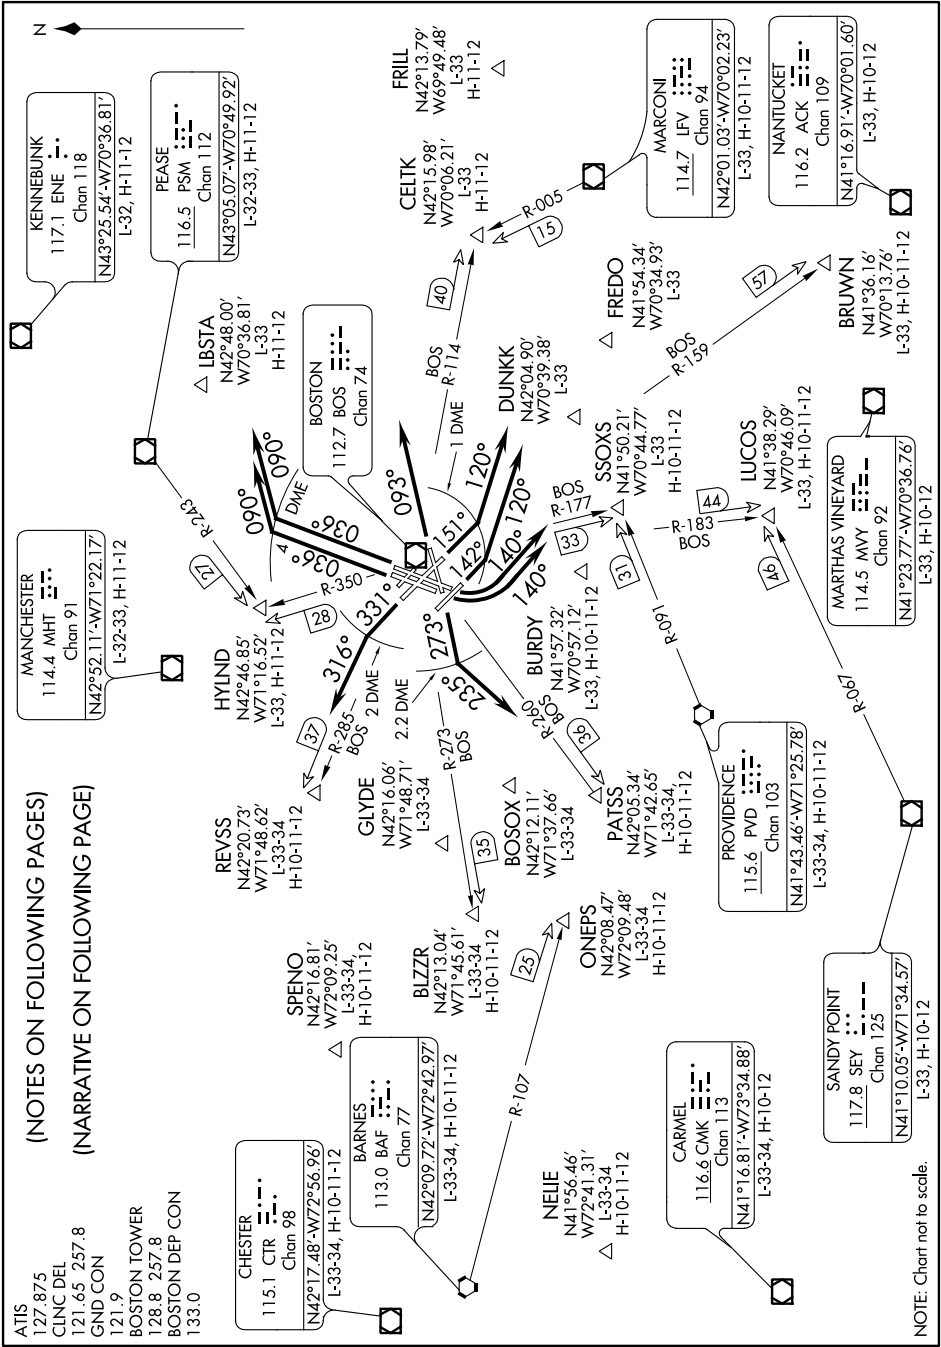 ATIS
127.875
CLNC DEL
121.65 257.8
GND CON
121.9
BOSTON TOWER
128.8 257.8
BOSTON DEP CON
133.0
(NOTES ON FOLLOWING PAGES)
(NARRATIVE ON FOLLOWING PAGE)
MANCHESTER
114.4 MHT
Chan 91
N42°52.11'-W71°22.17'
L-32-33, H-11-12
KENNEBUNK
117.1 ENE
Chan 118
N43°25.54'-W70°36.81'
L-32, H-11-12
PEASE
116.5 PSM
Chan 112
N43°05.07'-W70°49.92'
L-32-33, H-11-12
N
LBSTA
N42°48.00'
W70°36.81'
L-33
H-11-12
R-243
27
HYLND
N42°46.85'
W71°16.52'
L-33, H-11-12
28
R-350
4 DME
036°
036°
090°
090°
BOSTON
112.7 BOS
Chan 74
093°
REVSS
N42°20.73'
W71°48.62'
L-33-34
H-10-11-12
37
R-285
BOS
316°
331°
2 DME
2.2 DME
151°
142°
120°
120°
1 DME
140°
140°
273°
235°
BOS
R-114
40
CELTK
N42°15.98'
W70°06.21'
L-33
H-11-12
FRILL
N42°13.79'
W69°49.48'
L-33
H-11-12
R-005
15
MARCONI
114.7 LFV
Chan 94
N42°01.03'-W70°02.23'
L-33, H-10-11-12
NANTUCKET
116.2 ACK
Chan 109
N41°16.91'-W70°01.60'
L-33, H-10-12
CHESTER
115.1 CTR
Chan 98
N42°17.48'-W72°56.96'
L-33-34, H-10-11-12
SPENO
N42°16.81'
W72°09.25'
L-33-34,
H-10-11-12
GLYDE
N42°16.06'
W71°48.71'
L-33-34
R-273
BOS
35
BLZZR
N42°13.04'
W71°45.61'
L-33-34
H-10-11-12
BOSOX
N42°12.11'
W71°37.66'
L-33-34
R-260
BOS
36
PATSS
N42°05.34'
W71°42.65'
L-33-34,
H-10-11-12
BURDY
N41°57.32'
W70°57.12'
L-33, H-10-11-12
DUNKK
N42°04.90'
W70°39.38'
L-33
FREDO
N41°54.34'
W70°34.93'
L-33
BOS
R-177
33
SSOXS
N41°50.21'
W70°44.77'
L-33
H-10-11-12
31
R-091
BOS
R-159
57
BRUWN
N41°36.16'
W70°13.76'
L-33, H-10-11-12
R-183
BOS
44
LUCOS
N41°38.29'
W70°46.09'
L-33, H-10-11-12
46
R-067
MARTHAS VINEYARD
114.5 MVY
Chan 92
N41°23.77'-W70°36.76'
L-33, H-10-12
BARNES
113.0 BAF
Chan 77
N42°09.72'-W72°42.97'
L-33-34, H-10-11-12
R-107
25
ONEPS
N42°08.47'
W72°09.48'
L-33-34
H-10-11-12
NELIE
N41°56.46'
W72°41.31'
L-33-34
H-10-11-12
PROVIDENCE
115.6 PVD
Chan 103
N41°43.46'-W71°25.78'
L-33-34, H-10-11-12
CARMEL
116.6 CMK
Chan 113
N41°16.81'-W73°34.88'
L-33-34, H-10-12
SANDY POINT
117.8 SEY
Chan 125
N41°10.05'-W71°34.57'
L-33, H-10-12
NOTE: Chart not to scale.